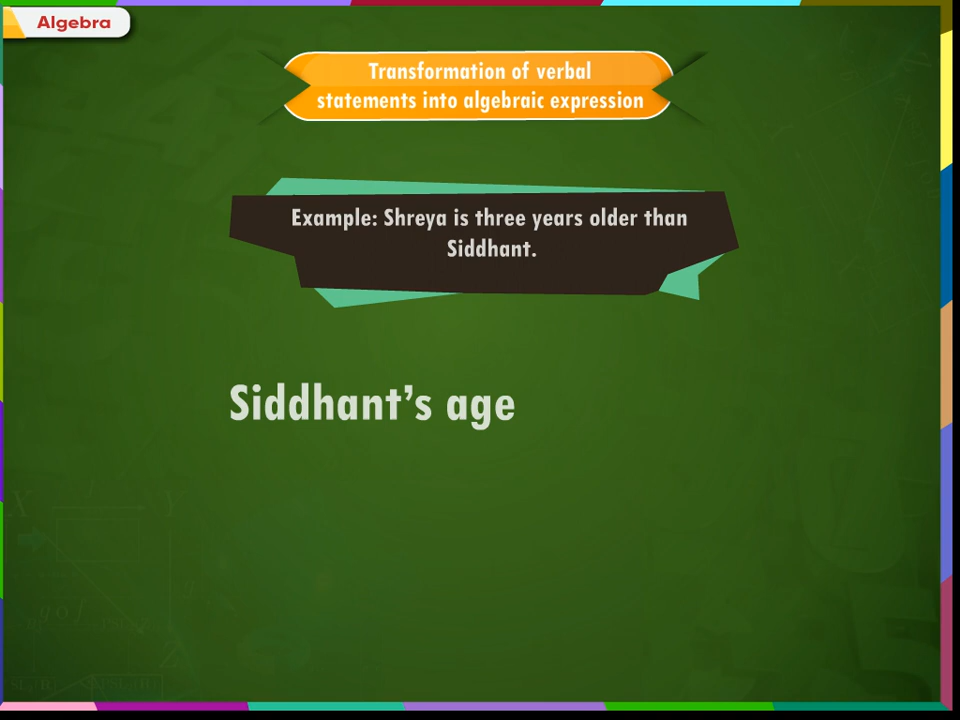 Algebra
Transformation of verbal
statements into algebraic expression
Example: Shreya is three years older than
Siddhant.
Siddhant’s age